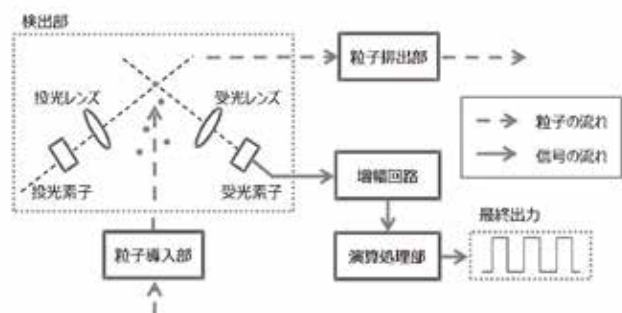 検出部
粒子排出部
投光レンズ
受光レンズ
投光素子
受光素子
粒子の流れ
信号の流れ
増幅回路
最終出力
粒子導入部
演算処理部